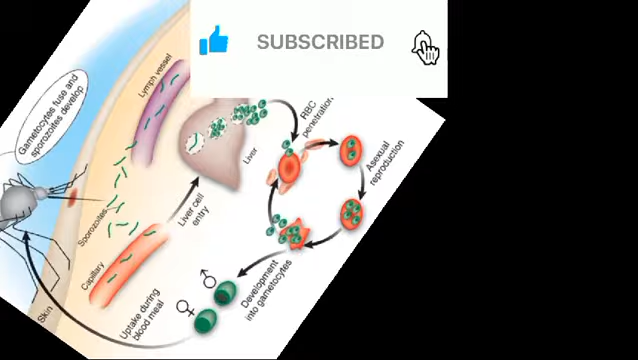 SUBSCRIBED
Lymph vessel
Gametocytes fuse and
sporozoites develop
RBC
penetration
Liver
Asexual
reproduction
Liver cell
entry
Sporozoites
Capillary
Development
into gametocytes
Uptake during
blood meal
Skin